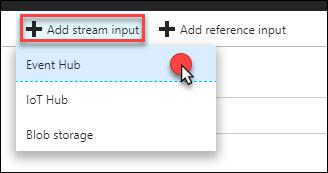 Add stream input Add reference input
Event Hub
IoT Hub
Blob storage